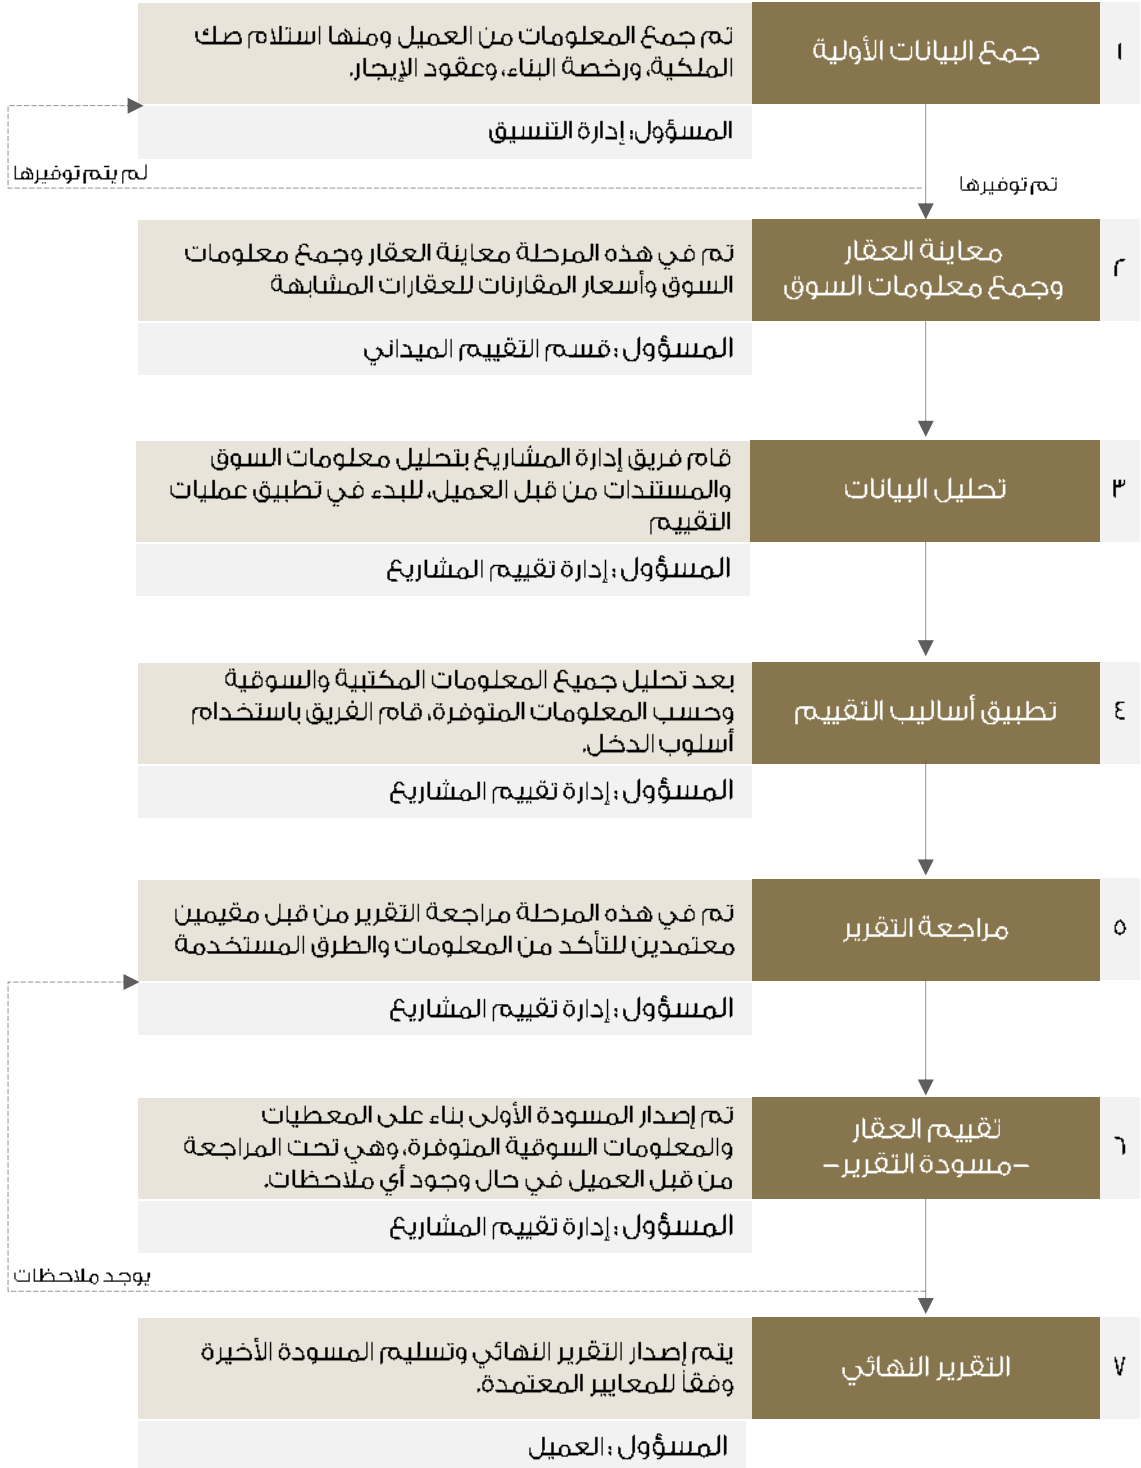 ١
جمع البيانات الأولية
تم جمع المعلومات من العميل ومنها استلام صك
الملكية، ورخصة البناء، وعقود الإيجار.
المسؤول: إدارة التنسيق
لم يتم توفيرها
تم توفيرها
٢
معاينة العقار
وجمع معلومات السوق
تم في هذه المرحلة معاينة العقار وجمع معلومات
السوق وأسعار المقارنات للعقارات المشابهة
المسؤول: قسم التقييم الميداني
٣
تحليل البيانات
قام فريق إدارة المشاريع بتحليل معلومات السوق
والمستندات من قبل العميل، للبدء في تطبيق عمليات
التقييم
المسؤول: إدارة تقييم المشاريع
٤
تطبيق أساليب التقييم
بعد تحليل جميع المعلومات المكتبية والسوقية
وحسب المعلومات المتوفرة، قام الفريق باستخدام
أسلوب الدخل.
المسؤول: إدارة تقييم المشاريع
٥
مراجعة التقرير
تم في هذه المرحلة مراجعة التقرير من قبل مقيمين
معتمدين للتأكد من المعلومات والطرق المستخدمة
المسؤول: إدارة تقييم المشاريع
٦
تقييم العقار
-مسودة التقرير-
تم إصدار المسودة الأولى بناء على المعطيات
والمعلومات السوقية المتوفرة، وهي تحت المراجعة
من قبل العميل في حال وجود أي ملاحظات.
المسؤول: إدارة تقييم المشاريع
يوجد ملاحظات
٧
التقرير النهائي
يتم إصدار التقرير النهائي وتسليم المسودة الأخيرة
وفقاً للمعايير المعتمدة.
المسؤول: العميل